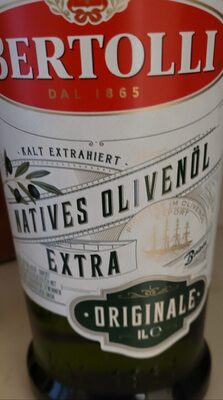 BERTOLLI
DAL 1865
KALT EXTRAHIERT
NATIVES OLIVENÖL
EXTRA
ORIGINALE
1L